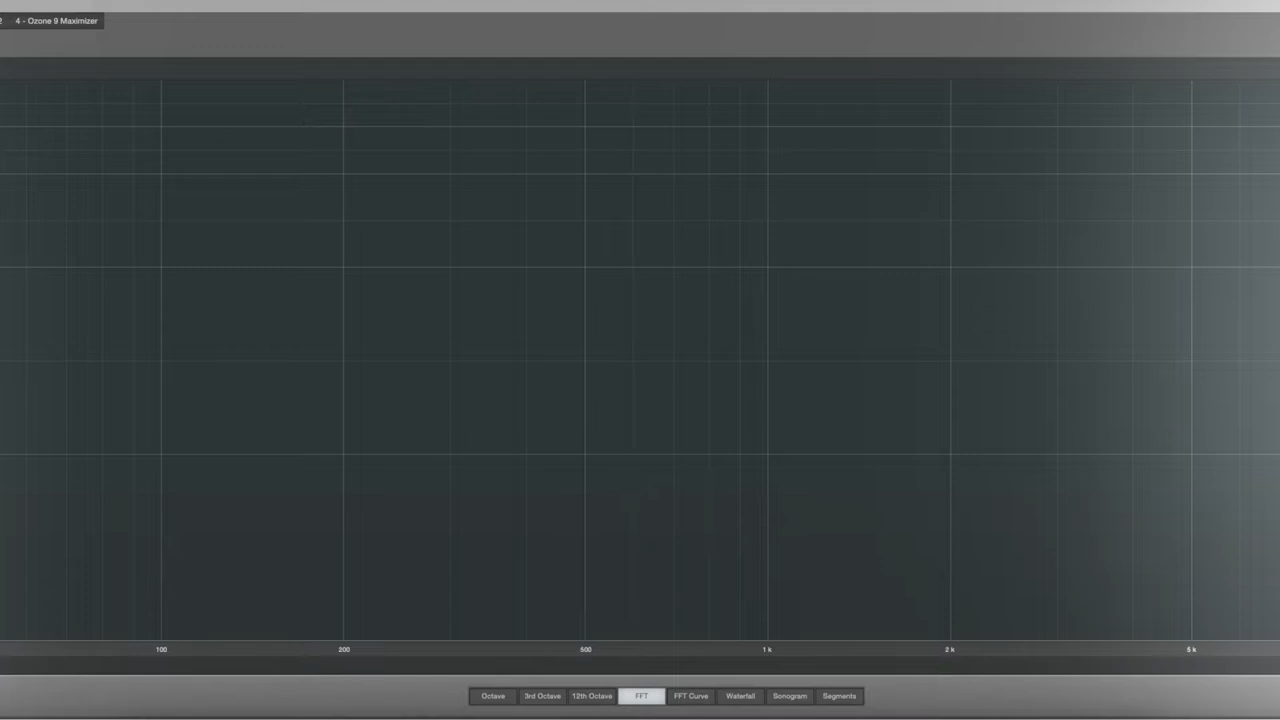 2 4 - Ozone 9 Maximizer
100 200 500 1 k 2 k 5 k
Octave 3rd Octave 12th Octave FFT FFT Curve Waterfall Sonogram Segments